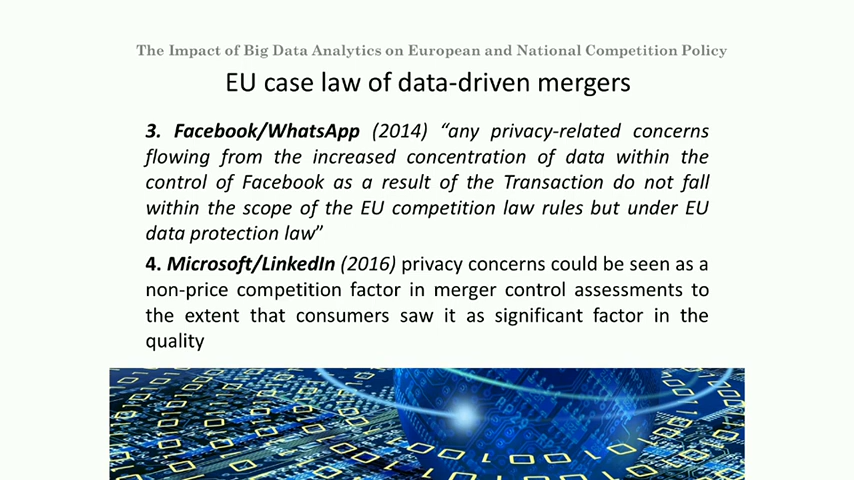 The Impact of Big Data Analytics on European and National Competition Policy
EU case law of data-driven mergers
3. Facebook/WhatsApp (2014) “any privacy-related concerns
flowing from the increased concentration of data within the
control of Facebook as a result of the Transaction do not fall
within the scope of the EU competition law rules but under EU
data protection law”
4. Microsoft/LinkedIn (2016) privacy concerns could be seen as a
non-price competition factor in merger control assessments to
the extent that consumers saw it as significant factor in the
quality